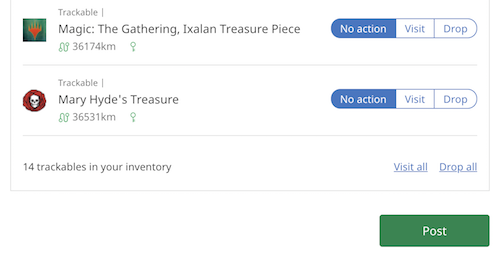 Trackable |
Magic: The Gathering, Ixalan Treasure Piece
36174km
No action Visit Drop
Trackable |
Mary Hyde's Treasure
36531km
No action Visit Drop
14 trackables in your inventory
Visit all Drop all
Post